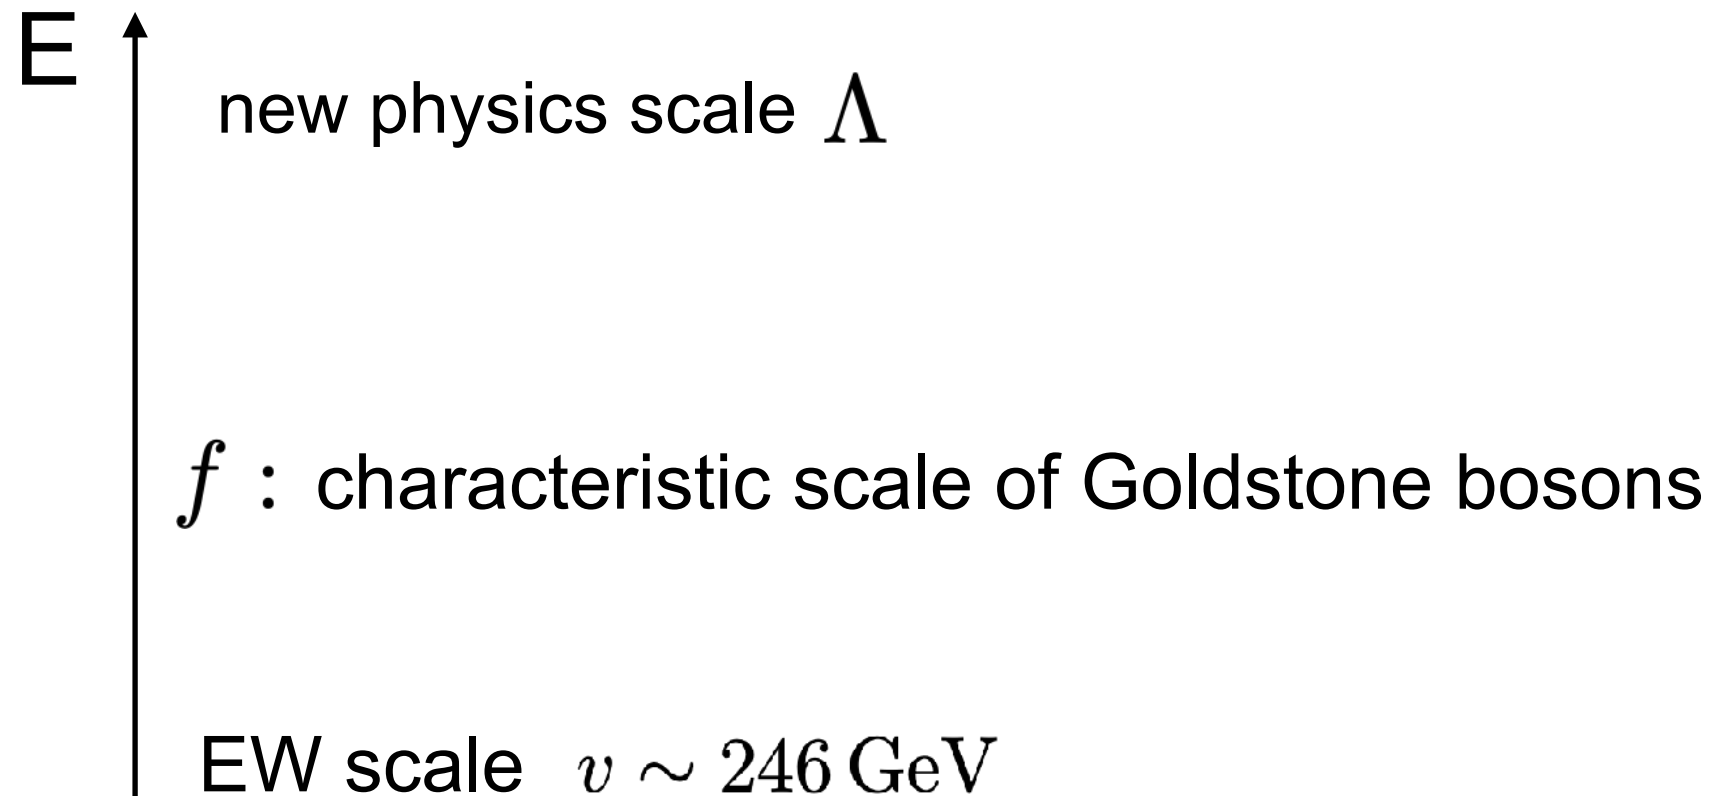 E
new physics scale Λ
f : characteristic scale of Goldstone bosons
EW scale v ∼ 246 GeV